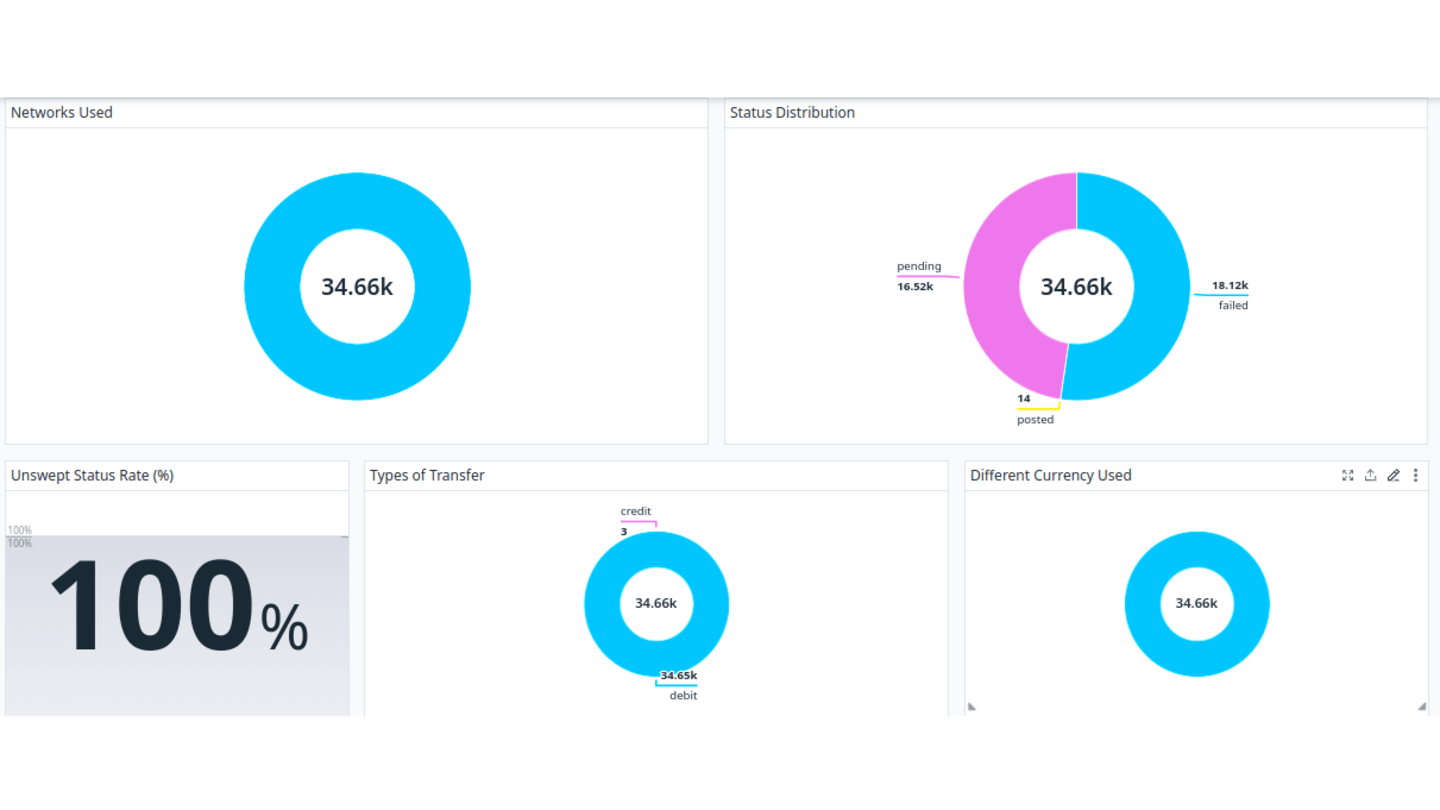 Networks Used
34.66k
Status Distribution
pending
16.52k
34.66k
18.12k
failed
14
posted
Unswept Status Rate (%)
100%
100%
100%
Types of Transfer
credit
3
34.66k
34.65k
debit
Different Currency Used
34.66k